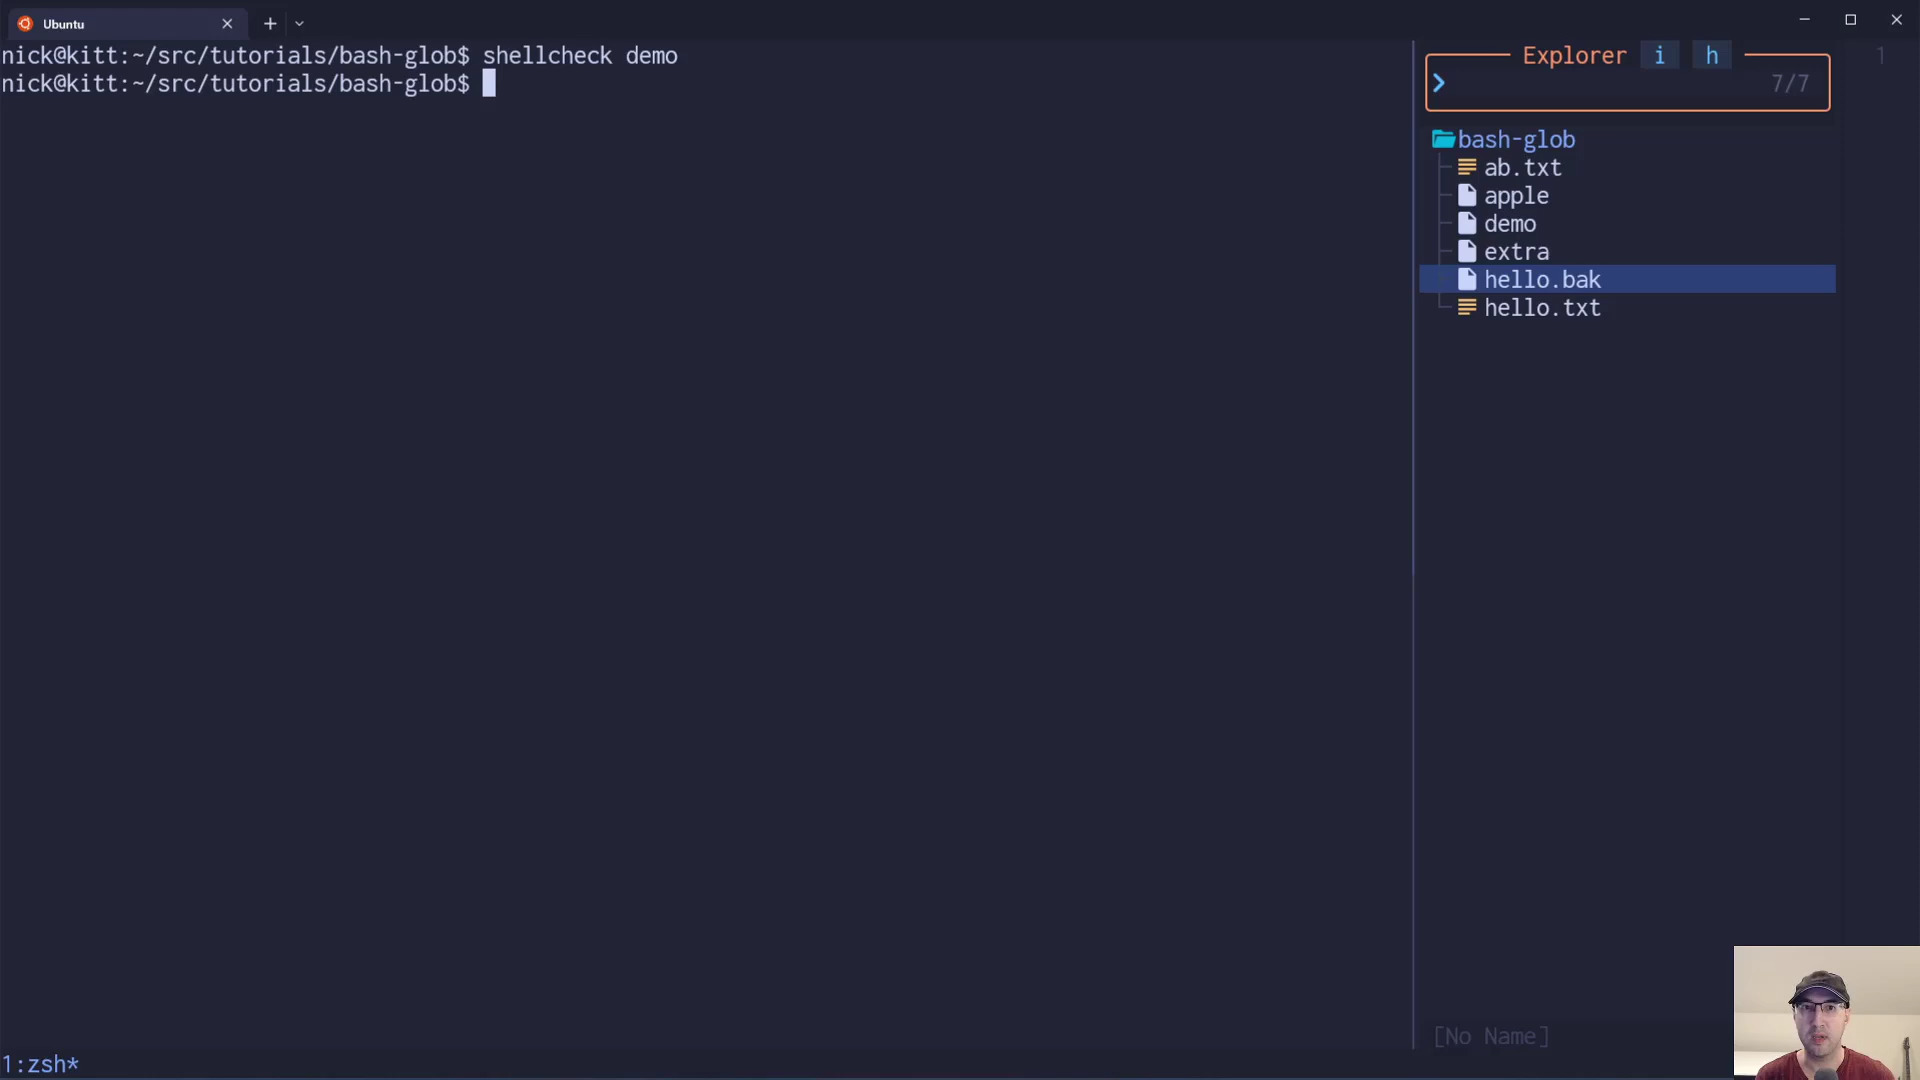 Ubuntu
nick@kitt:~/src/tutorials/bash-glob$ shellcheck demo
nick@kitt:~/src/tutorials/bash-glob$
Explorer i h
7/7
1
bash-glob
ab.txt
apple
demo
extra
hello.bak
hello.txt
[No Name]
1:zsh*